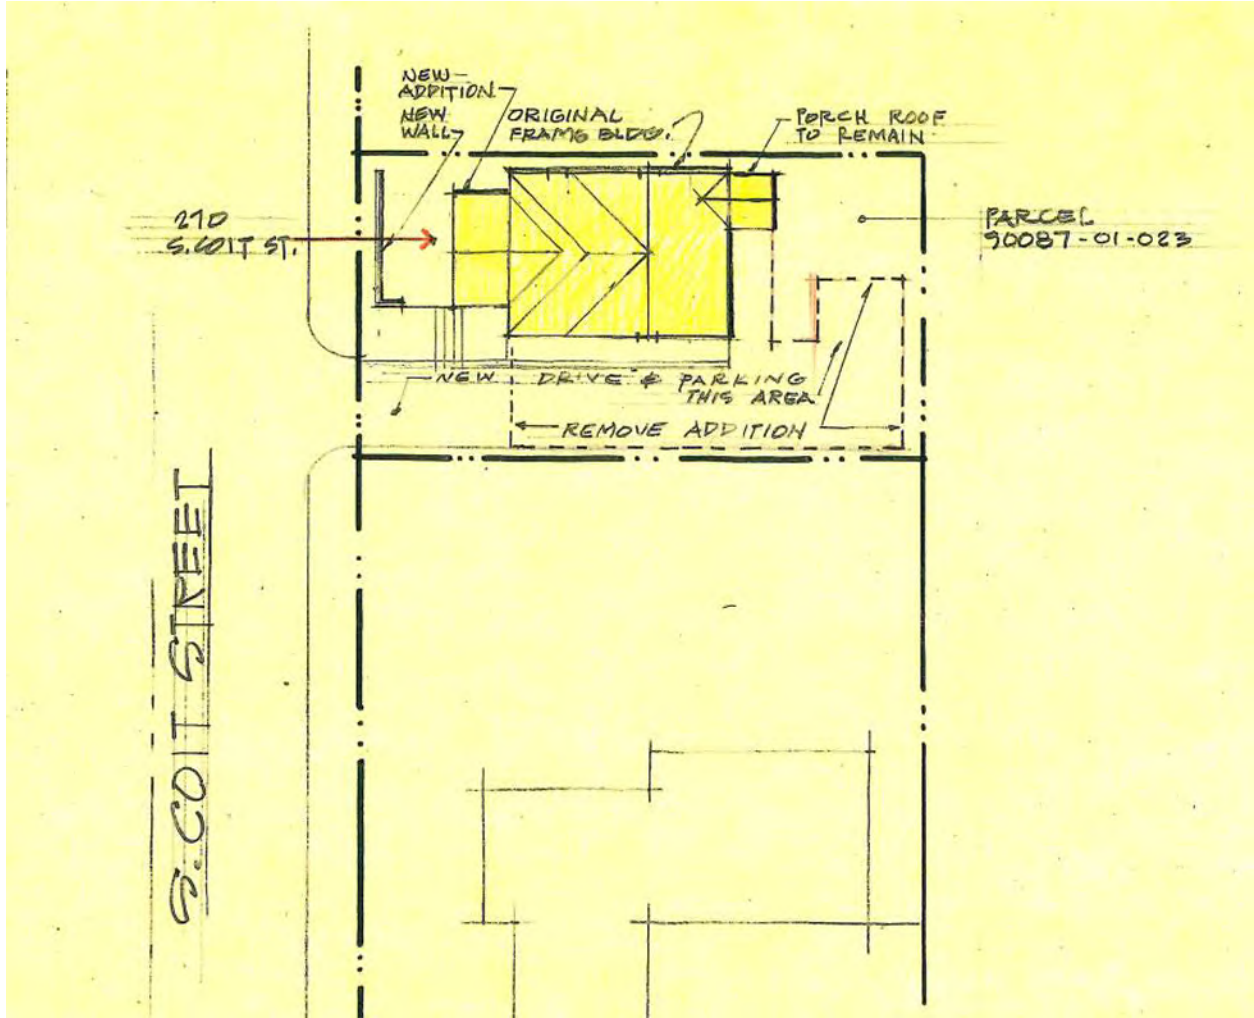 NEW
ADDITION
NEW
WALL
ORIGINAL
FRAME BLDG.
PORCH ROOF
TO REMAIN
210
S. COIT ST.
PARCEL
90087-01-023
NEW DRIVE & PARKING
THIS AREA
REMOVE ADDITION
S. COIT STREET